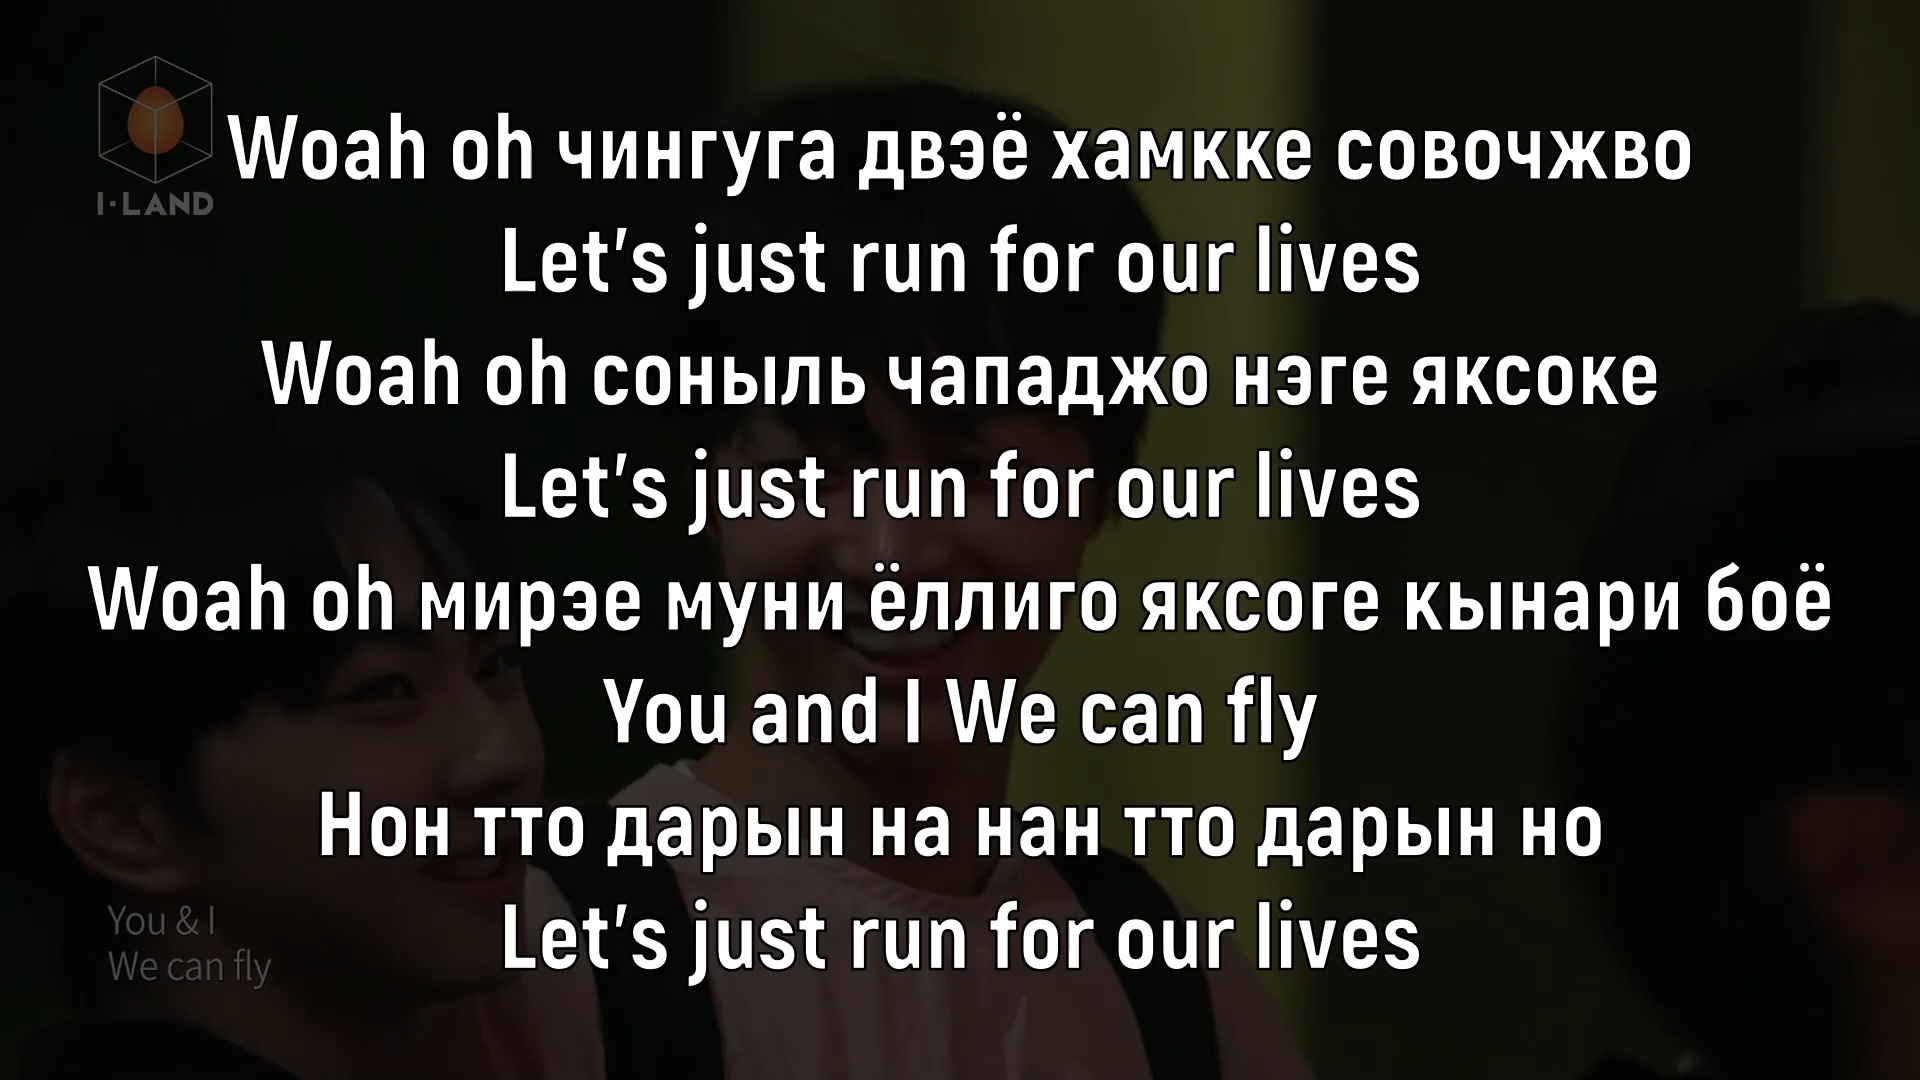 I·LAND
Woah oh чингуга двэё хамкке совочжво
Let's just run for our lives
Woah oh соныль чападжо нэге яксоке
Let's just run for our lives
Woah oh мирэе муни ёллиго яксоге кынари боё
You and I We can fly
Нон тто дарын на нан тто дарын но
Let's just run for our lives
You & I
We can fly